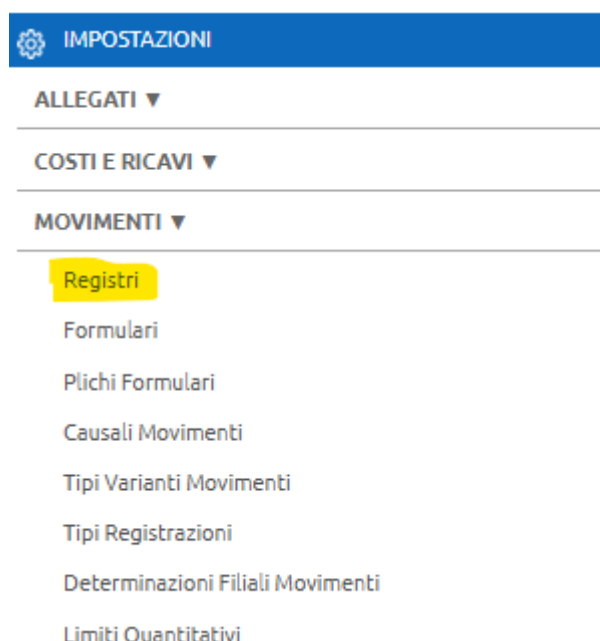 IMPOSTAZIONI
ALLEGATI ▼
COSTI E RICAVI ▼
MOVIMENTI ▼
Registri
Formulari
Plichi Formulari
Causali Movimenti
Tipi Varianti Movimenti
Tipi Registrazioni
Determinazioni Filiali Movimenti
Limiti Quantitativi